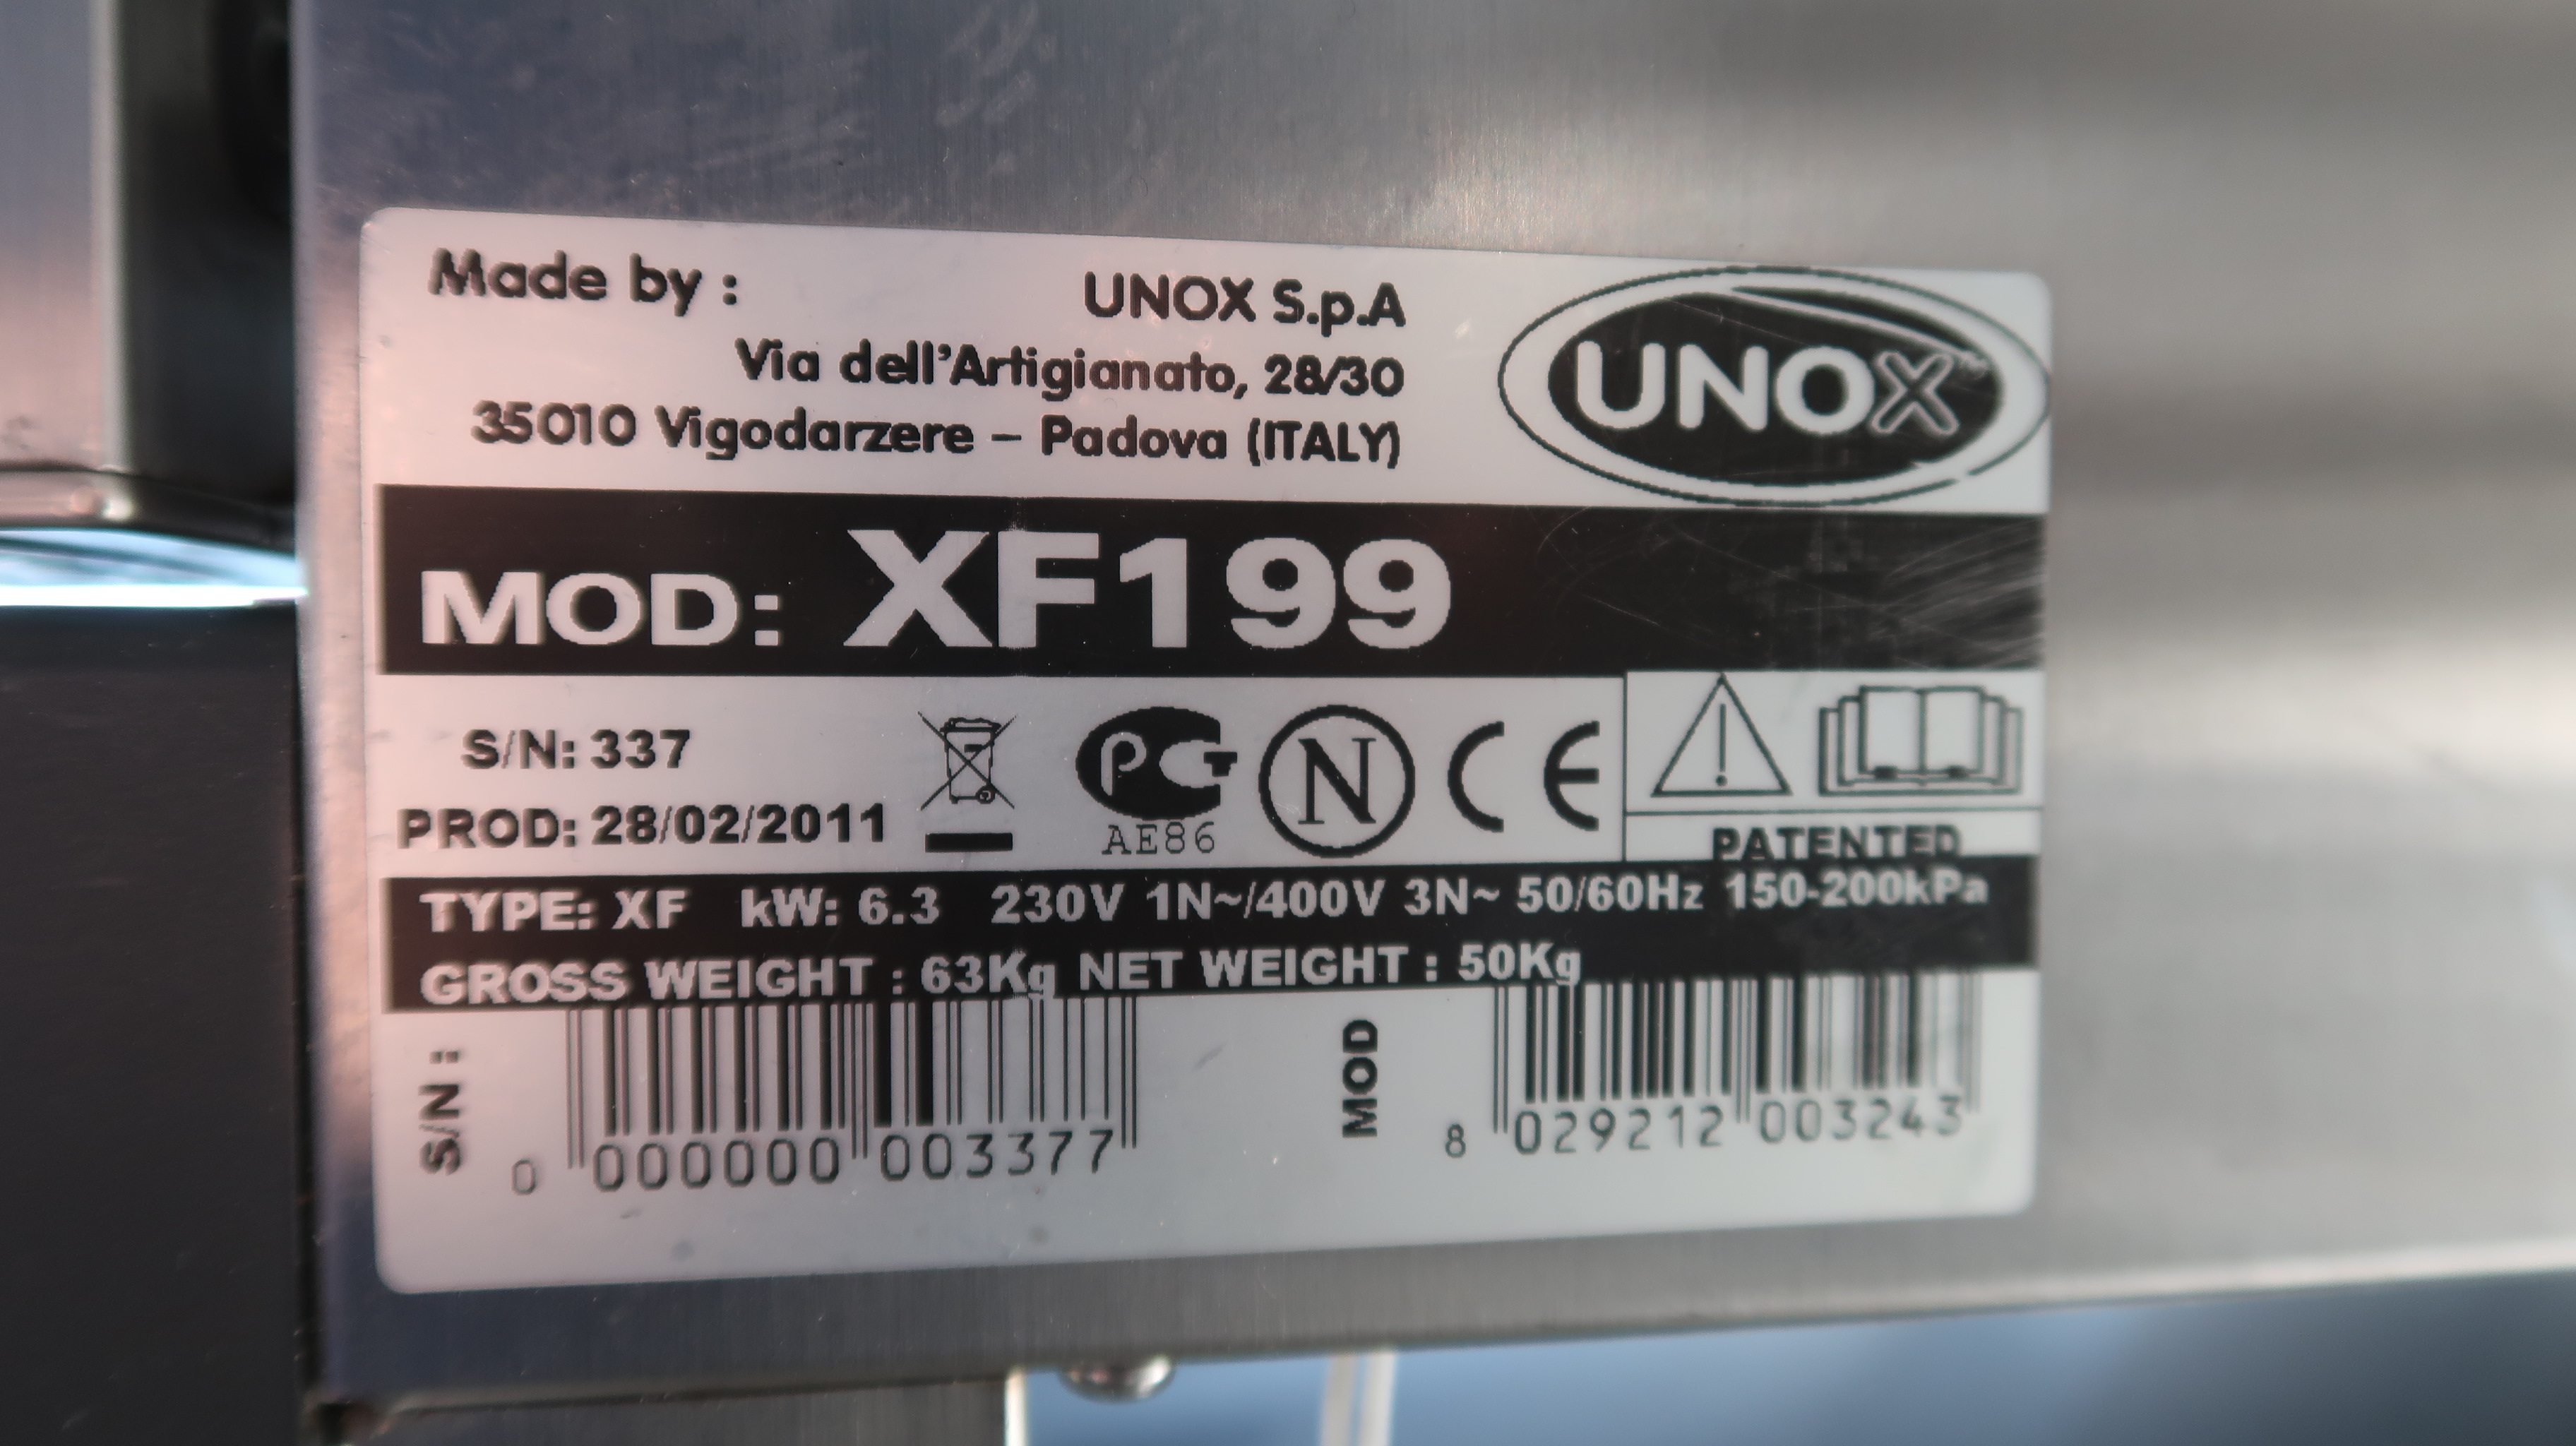 Made by :
UNOX S.p.A
Via dell'Artigianato, 28/30
35010 Vigodarzere – Padova (ITALY)
UNOX
MOD: XF199
S/N: 337
PROD: 28/02/2011
PG
AE86
N
CE
PATENTED
TYPE: XF kW: 6.3 230V 1N~/400V 3N~ 50/60Hz 150-200kPa
GROSS WEIGHT : 63Kg NET WEIGHT : 50Kg
S/N :
0 000000 003377
MOD
8 029212 003243